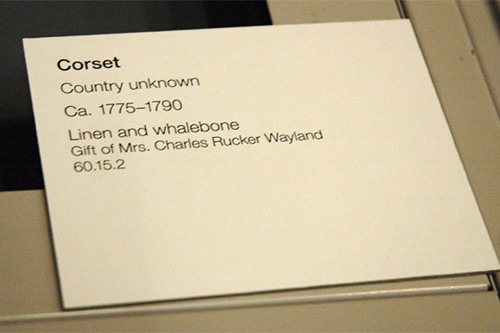 Corset
Country unknown
Ca. 1775–1790
Linen and whalebone
Gift of Mrs. Charles Rucker Wayland
60.15.2